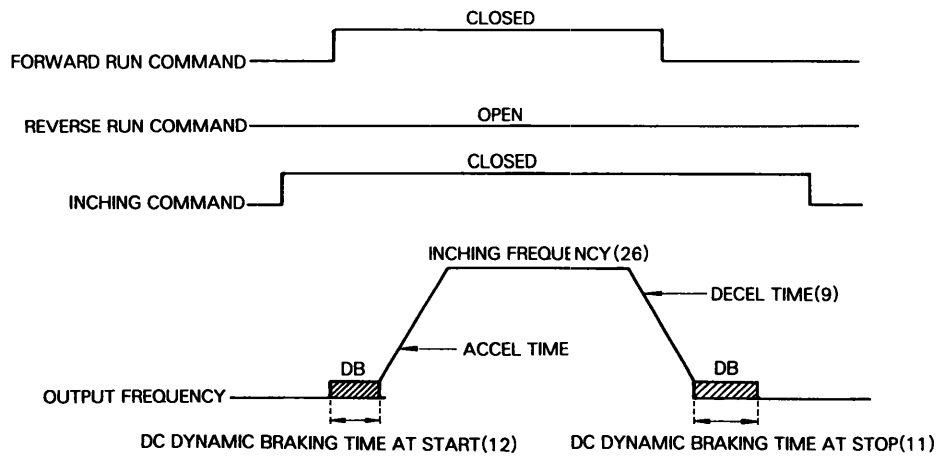 CLOSED
FORWARD RUN COMMAND
OPEN
REVERSE RUN COMMAND
CLOSED
INCHING COMMAND
INCHING FREQUENCY(26)
DECEL TIME(9)
ACCEL TIME
DB
DB
OUTPUT FREQUENCY
DC DYNAMIC BRAKING TIME AT START(12)
DC DYNAMIC BRAKING TIME AT STOP(11)